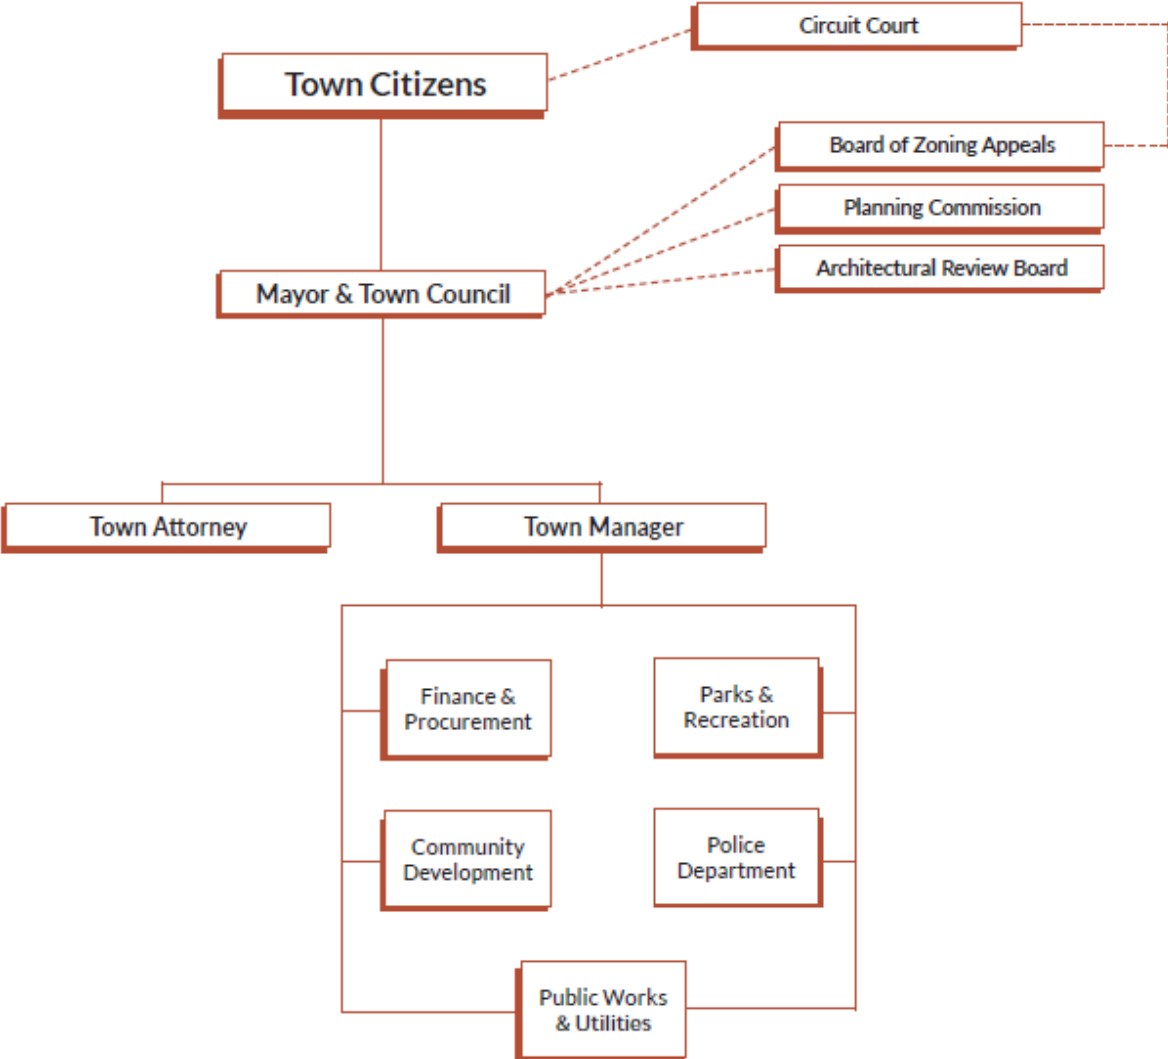 Circuit Court
Town Citizens
Board of Zoning Appeals
Planning Commission
Architectural Review Board
Mayor & Town Council
Town Attorney
Town Manager
Finance &
Procurement
Parks &
Recreation
Community
Development
Police
Department
Public Works
& Utilities